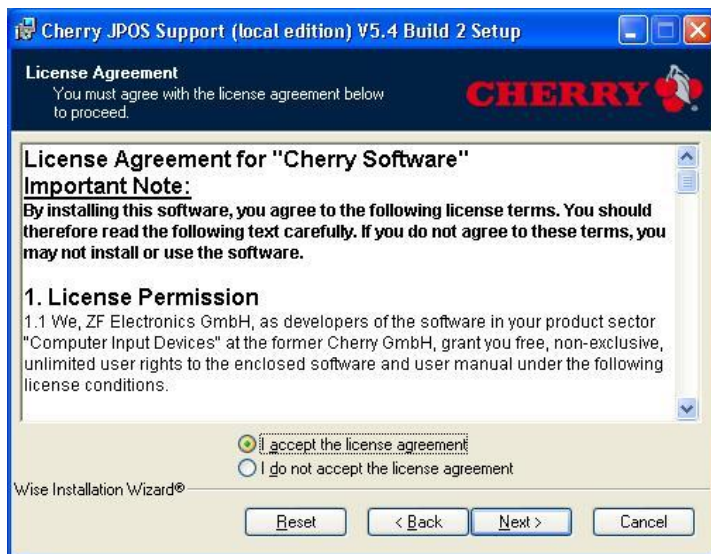 Cherry JPOS Support (local edition) V5.4 Build 2 Setup
License Agreement
You must agree with the license agreement below
to proceed.
CHERRY
License Agreement for "Cherry Software"
Important Note:
By installing this software, you agree to the following license terms. You should
therefore read the following text carefully. If you do not agree to these terms, you
may not install or use the software.
1. License Permission
1.1 We, ZF Electronics GmbH, as developers of the software in your product sector
"Computer Input Devices" at the former Cherry GmbH, grant you free, non-exclusive,
unlimited user rights to the enclosed software and user manual under the following
license conditions.
I accept the license agreement
I do not accept the license agreement
Wise Installation Wizard®
Reset
< Back
Next >
Cancel